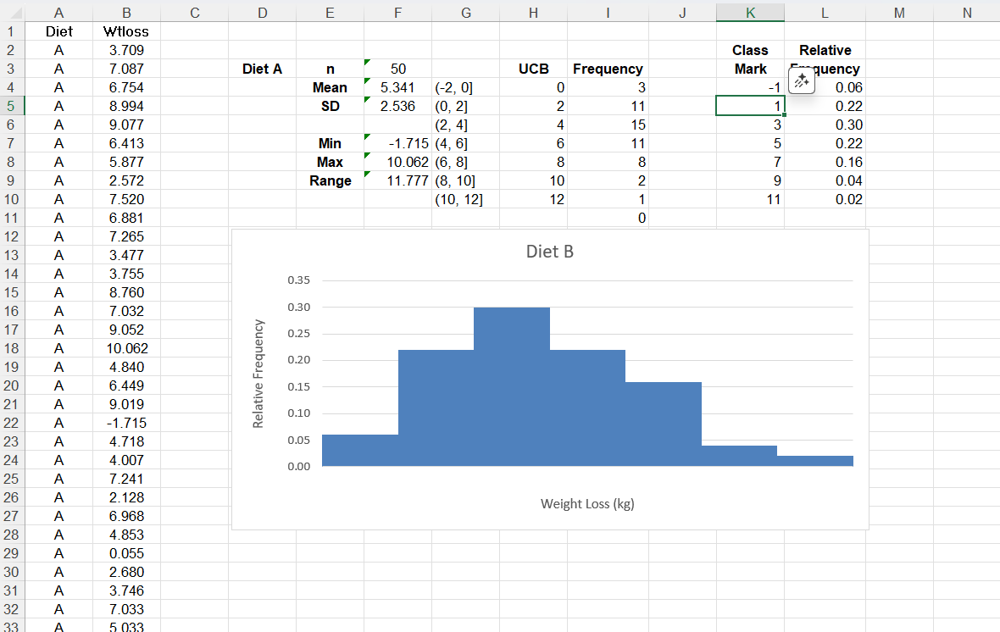 A B C D E F G H I J K L M N
1 Diet Wtloss
2 A 3.709 Class Relative
3 A 7.087 Diet A n 50 UCB Frequency Mark Frequency
4 A 6.754 Mean 5.341 (-2, 0] 0 3 -1 0.06
5 A 8.994 SD 2.536 (0, 2] 2 11 1 0.22
6 A 9.077 (2, 4] 4 15 3 0.30
7 A 6.413 Min -1.715 (4, 6] 6 11 5 0.22
8 A 5.877 Max 10.062 (6, 8] 8 8 7 0.16
9 A 2.572 Range 11.777 (8, 10] 10 2 9 0.04
10 A 7.520 (10, 12] 12 1 11 0.02
11 A 6.881 0
12 A 7.265
13 A 3.477
14 A 3.755
15 A 8.760
16 A 7.032
17 A 9.052
18 A 10.062
19 A 4.840
20 A 6.449
21 A 9.019
22 A -1.715
23 A 4.718
24 A 4.007
25 A 7.241
26 A 2.128
27 A 6.968
28 A 4.853
29 A 0.055
30 A 2.680
31 A 3.746
32 A 7.033
33 A 5.033
Diet B
0.35
0.30
0.25
0.20
0.15
0.10
0.05
0.00
Relative Frequency
Weight Loss (kg)